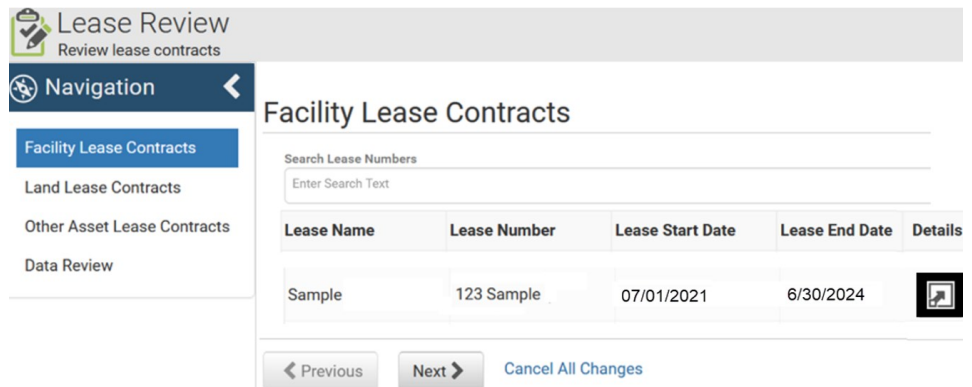 Lease Review
Review lease contracts
Navigation
Facility Lease Contracts
Land Lease Contracts
Other Asset Lease Contracts
Data Review
Facility Lease Contracts
Search Lease Numbers
Enter Search Text
Lease Name Lease Number Lease Start Date Lease End Date Details
Sample 123 Sample 07/01/2021 6/30/2024
Previous Next Cancel All Changes